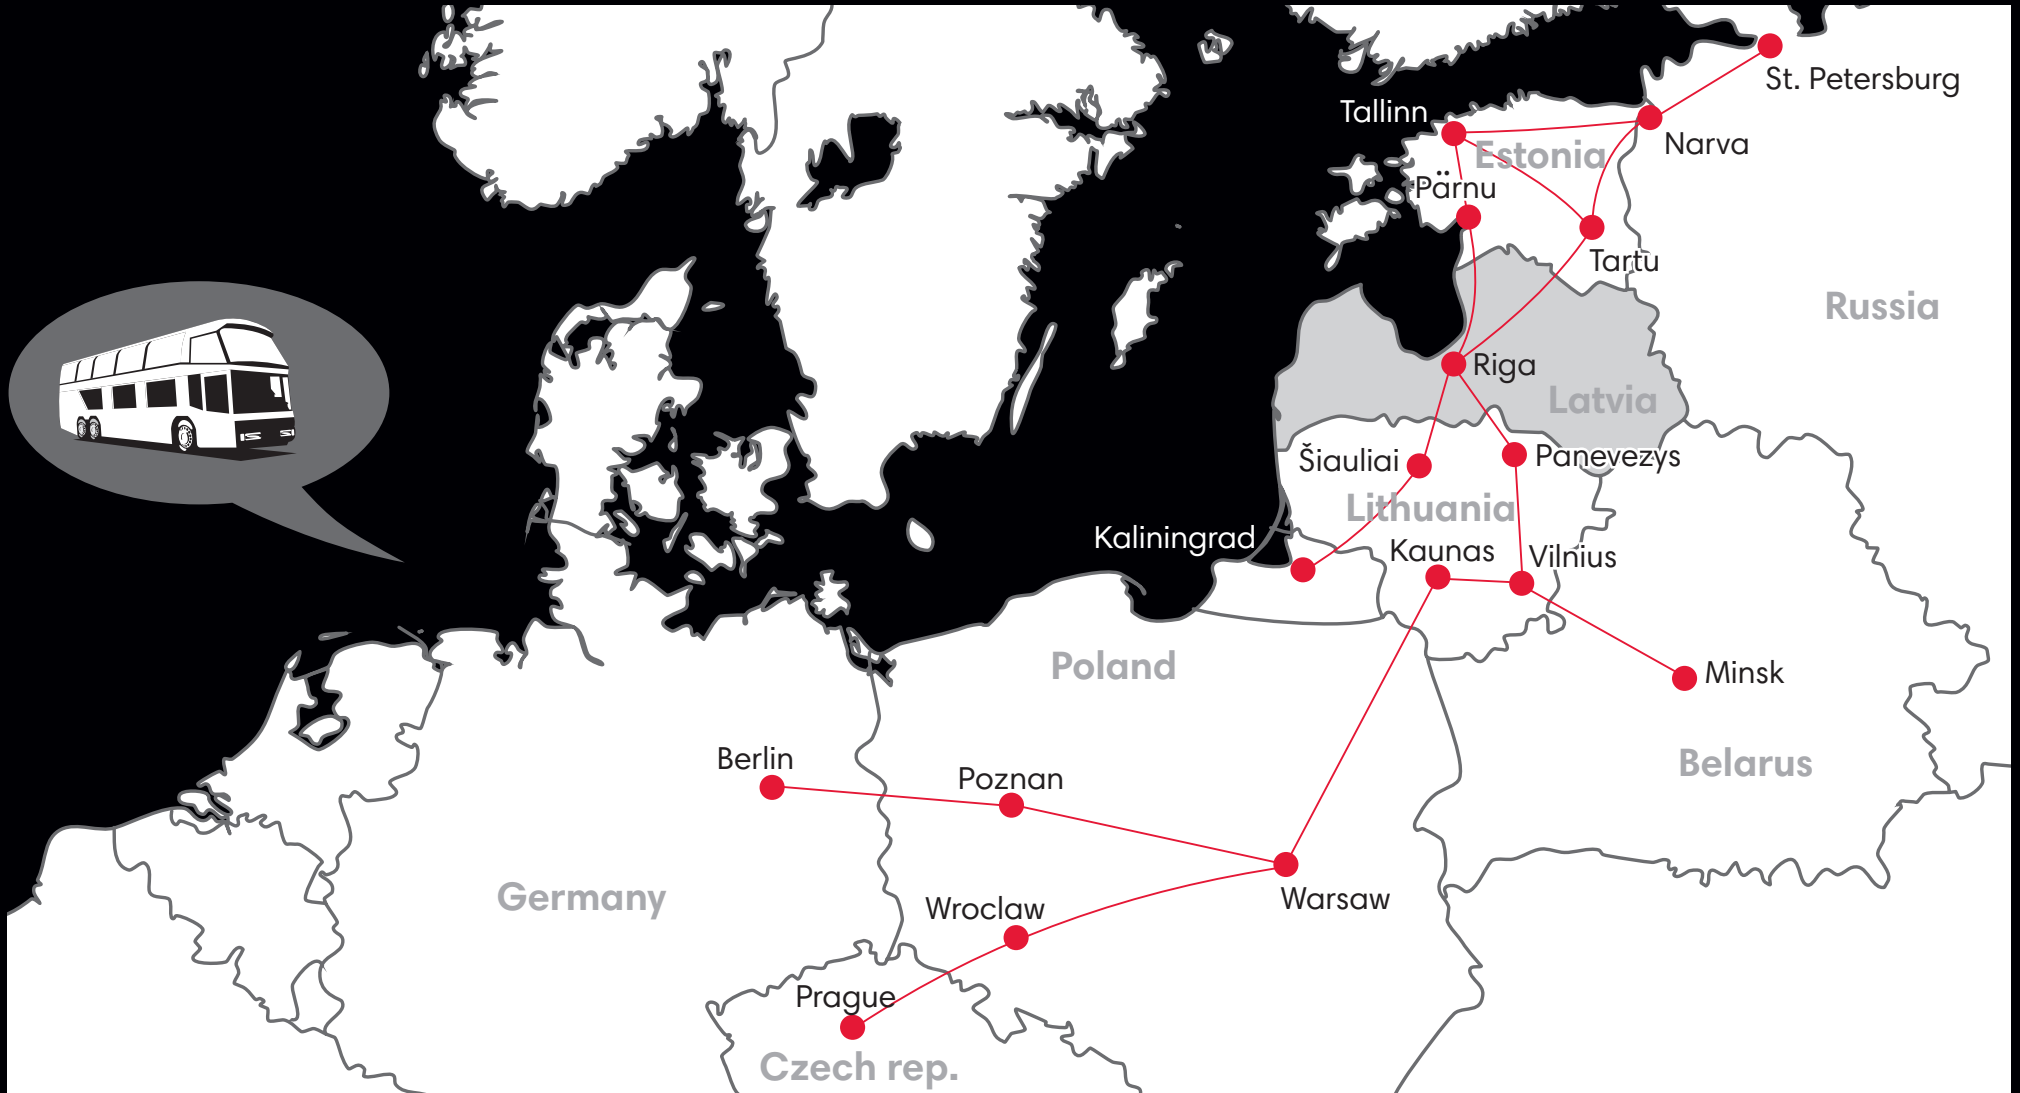 St. Petersburg
Tallinn
Narva
Estonia
Pärnu
Tartu
Russia
Riga
Latvia
Šiauliai
Panevezys
Lithuania
Kaliningrad
Kaunas
Vilnius
Poland
Minsk
Berlin
Poznan
Belarus
Germany
Wroclaw
Warsaw
Prague
Czech rep.